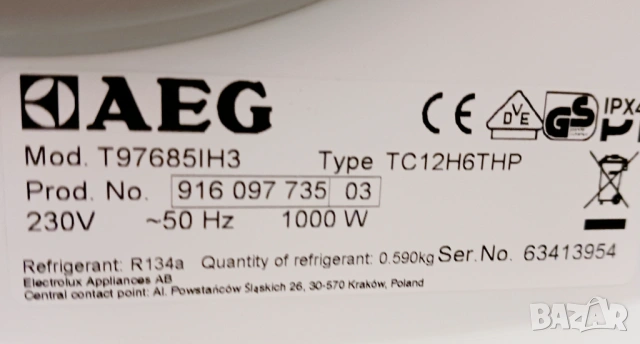 AEG
CE DVE GS IPX4
Mod. T97685IH3 Type TC12H6THP
Prod. No. 916 097 735 03
230V ~50 Hz 1000 W
Refrigerant: R134a Quantity of refrigerant: 0.590kg Ser.No. 63413954
Electrolux Appliances AB
Central contact point: Al. Powstańców Śląskich 26, 30-570 Kraków, Poland
BAZAR